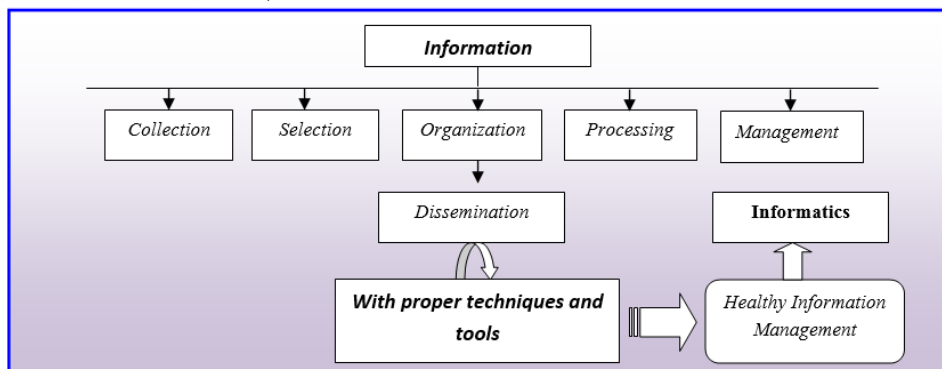 Information
Collection
Selection
Organization
Processing
Management
Dissemination
Informatics
With proper techniques and
tools
Healthy Information
Management